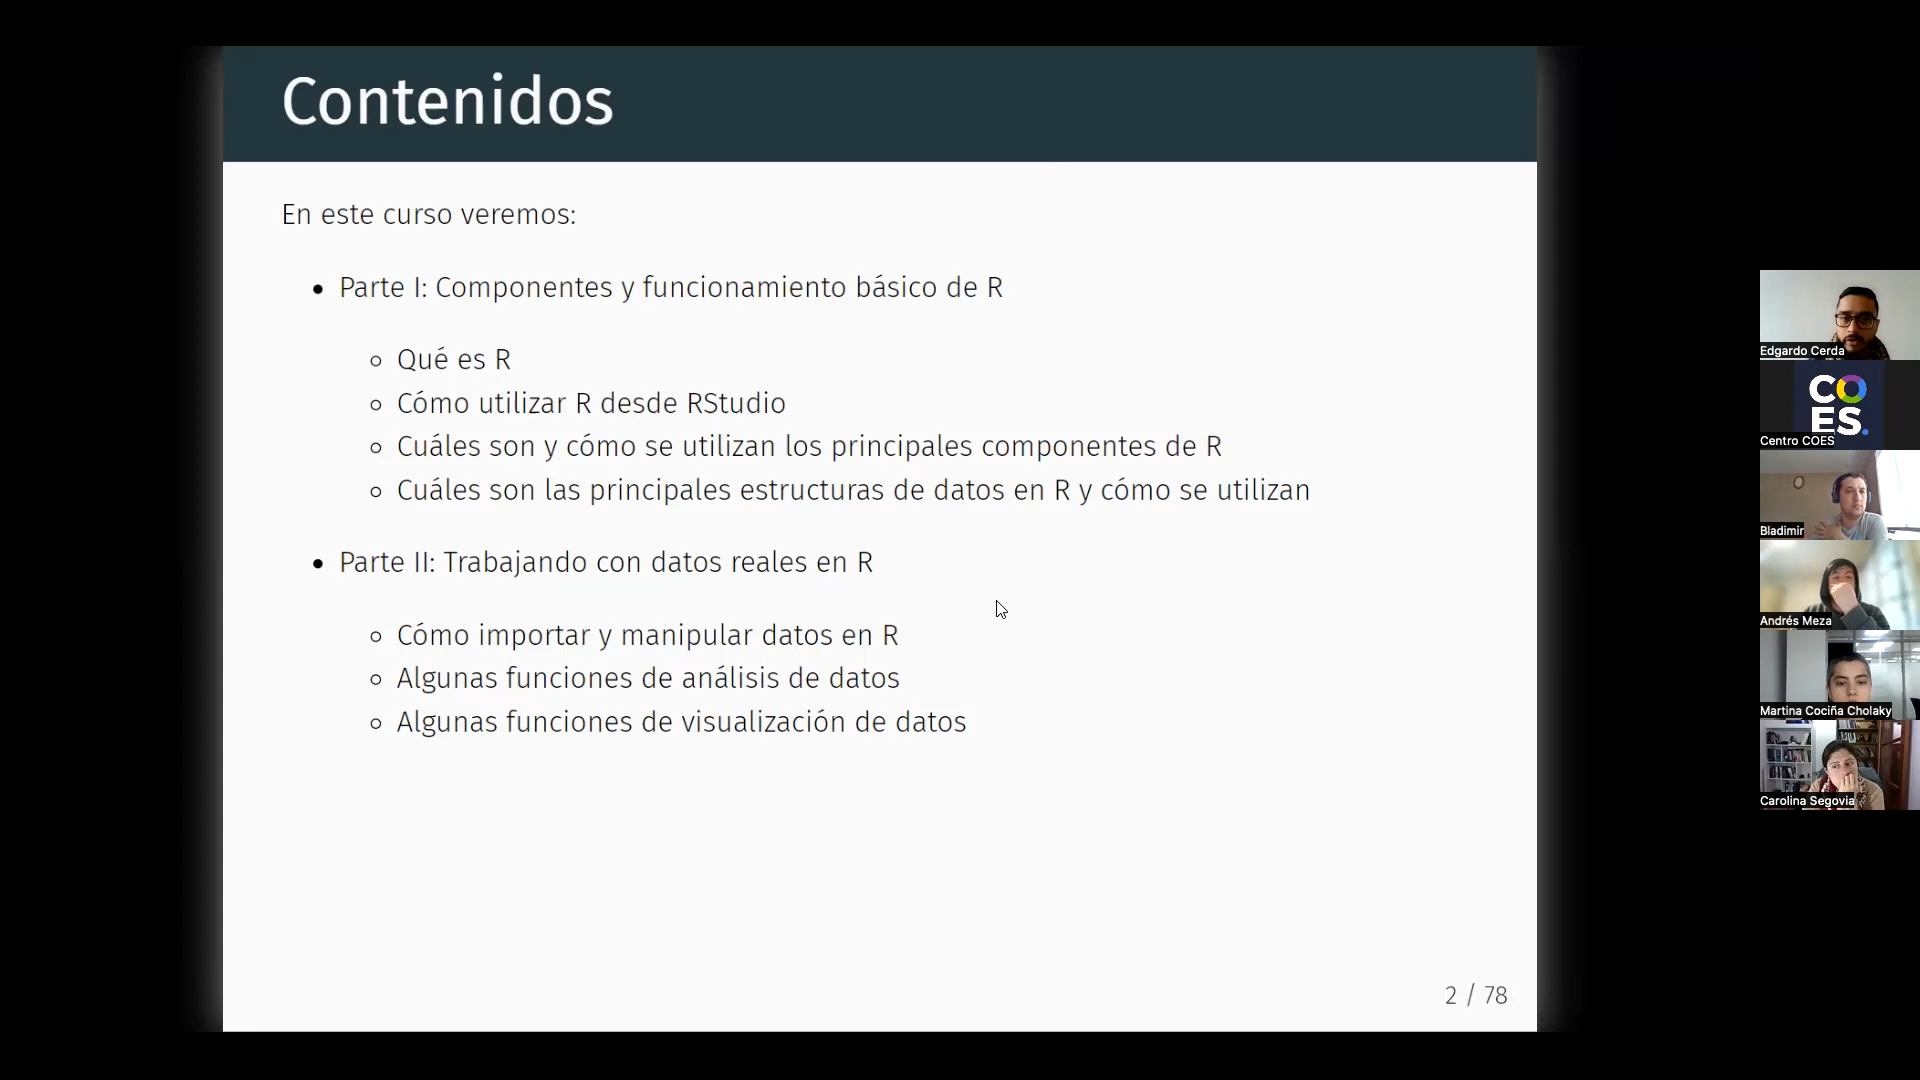 Contenidos
En este curso veremos:
Parte I: Componentes y funcionamiento básico de R
Qué es R
Cómo utilizar R desde RStudio
Cuáles son y cómo se utilizan los principales componentes de R
Cuáles son las principales estructuras de datos en R y cómo se utilizan
Parte II: Trabajando con datos reales en R
Cómo importar y manipular datos en R
Algunas funciones de análisis de datos
Algunas funciones de visualización de datos
2 / 78
Edgardo Cerda
CO
ES.
Centro COES
Bladimir
Andrés Meza
Martina Cociña Cholaky
Carolina Segovia